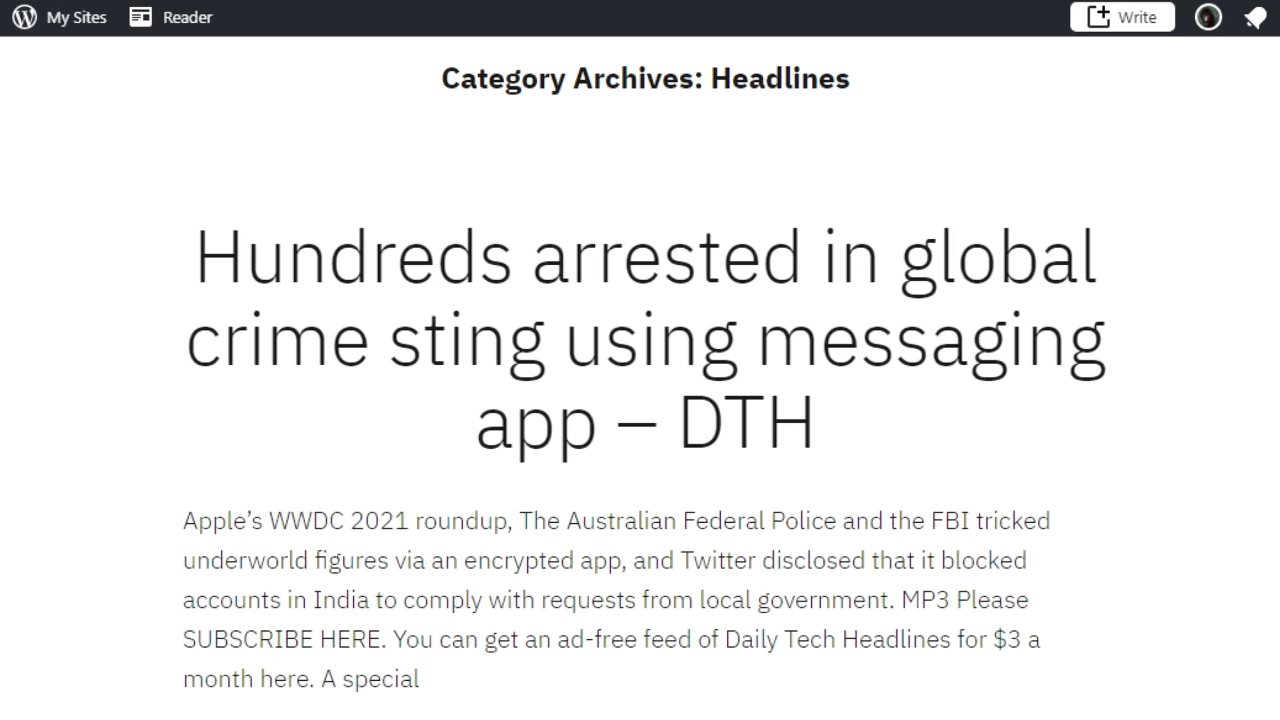 My Sites Reader Write
Category Archives: Headlines
Hundreds arrested in global
crime sting using messaging
app – DTH
Apple’s WWDC 2021 roundup, The Australian Federal Police and the FBI tricked
underworld figures via an encrypted app, and Twitter disclosed that it blocked
accounts in India to comply with requests from local government. MP3 Please
SUBSCRIBE HERE. You can get an ad-free feed of Daily Tech Headlines for $3 a
month here. A special